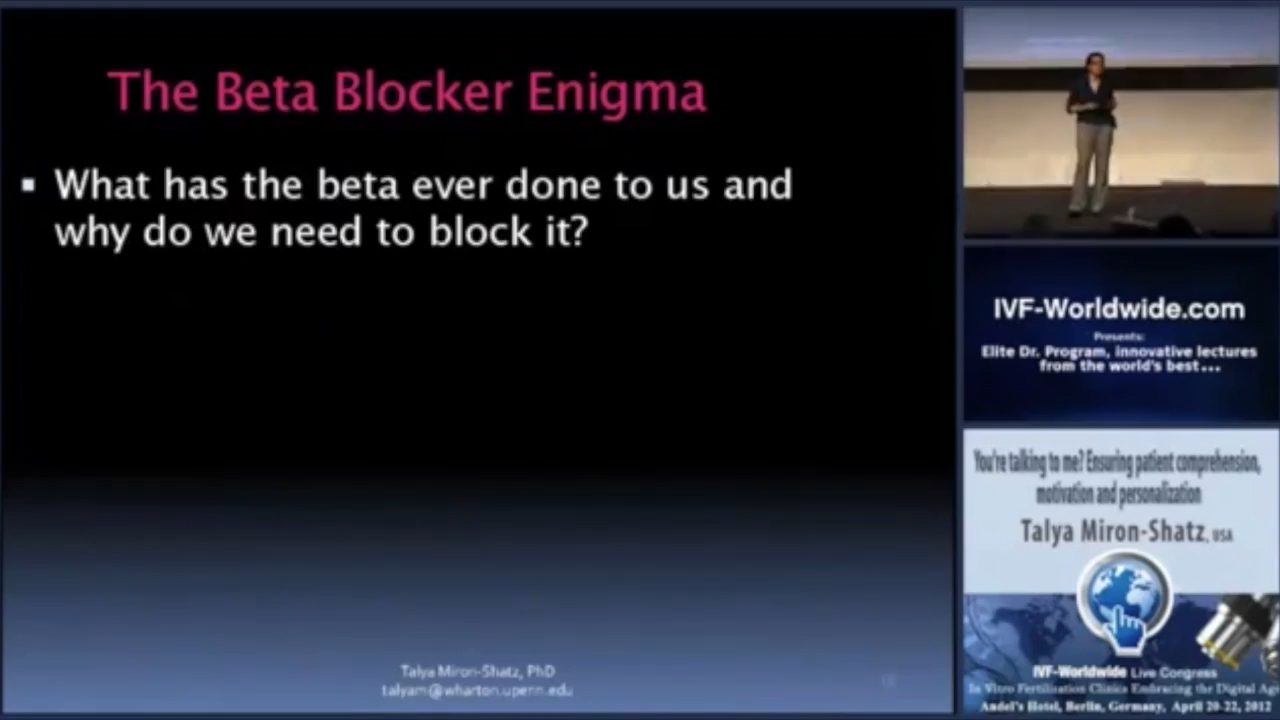 The Beta Blocker Enigma
What has the beta ever done to us and
why do we need to block it?
Talya Miron-Shatz, PhD
talyam@wharton.upenn.edu
IVF-Worldwide.com
Presents:
Elite Dr. Program, innovative lectures
from the world's best...
You're talking to me? Ensuring patient comprehension,
motivation and personalization
Talya Miron-Shatz, USA
IVF-Worldwide Live Congress
In Vitro Fertilization Clinics Embracing the Digital Ag
Andel's Hotel, Berlin, Germany, April 20-22, 2012